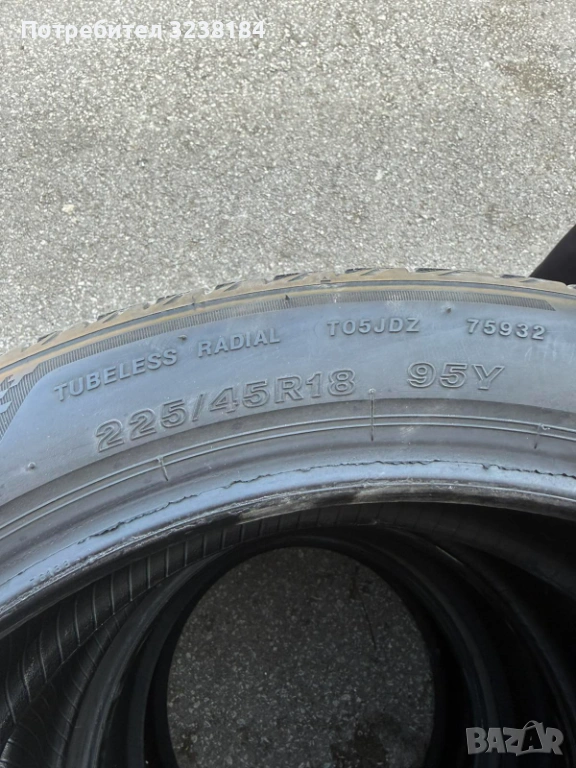 Потребител 3238184
TUBELESS RADIAL T05JDZ 75932
225/45R18 95Y
BAZAR